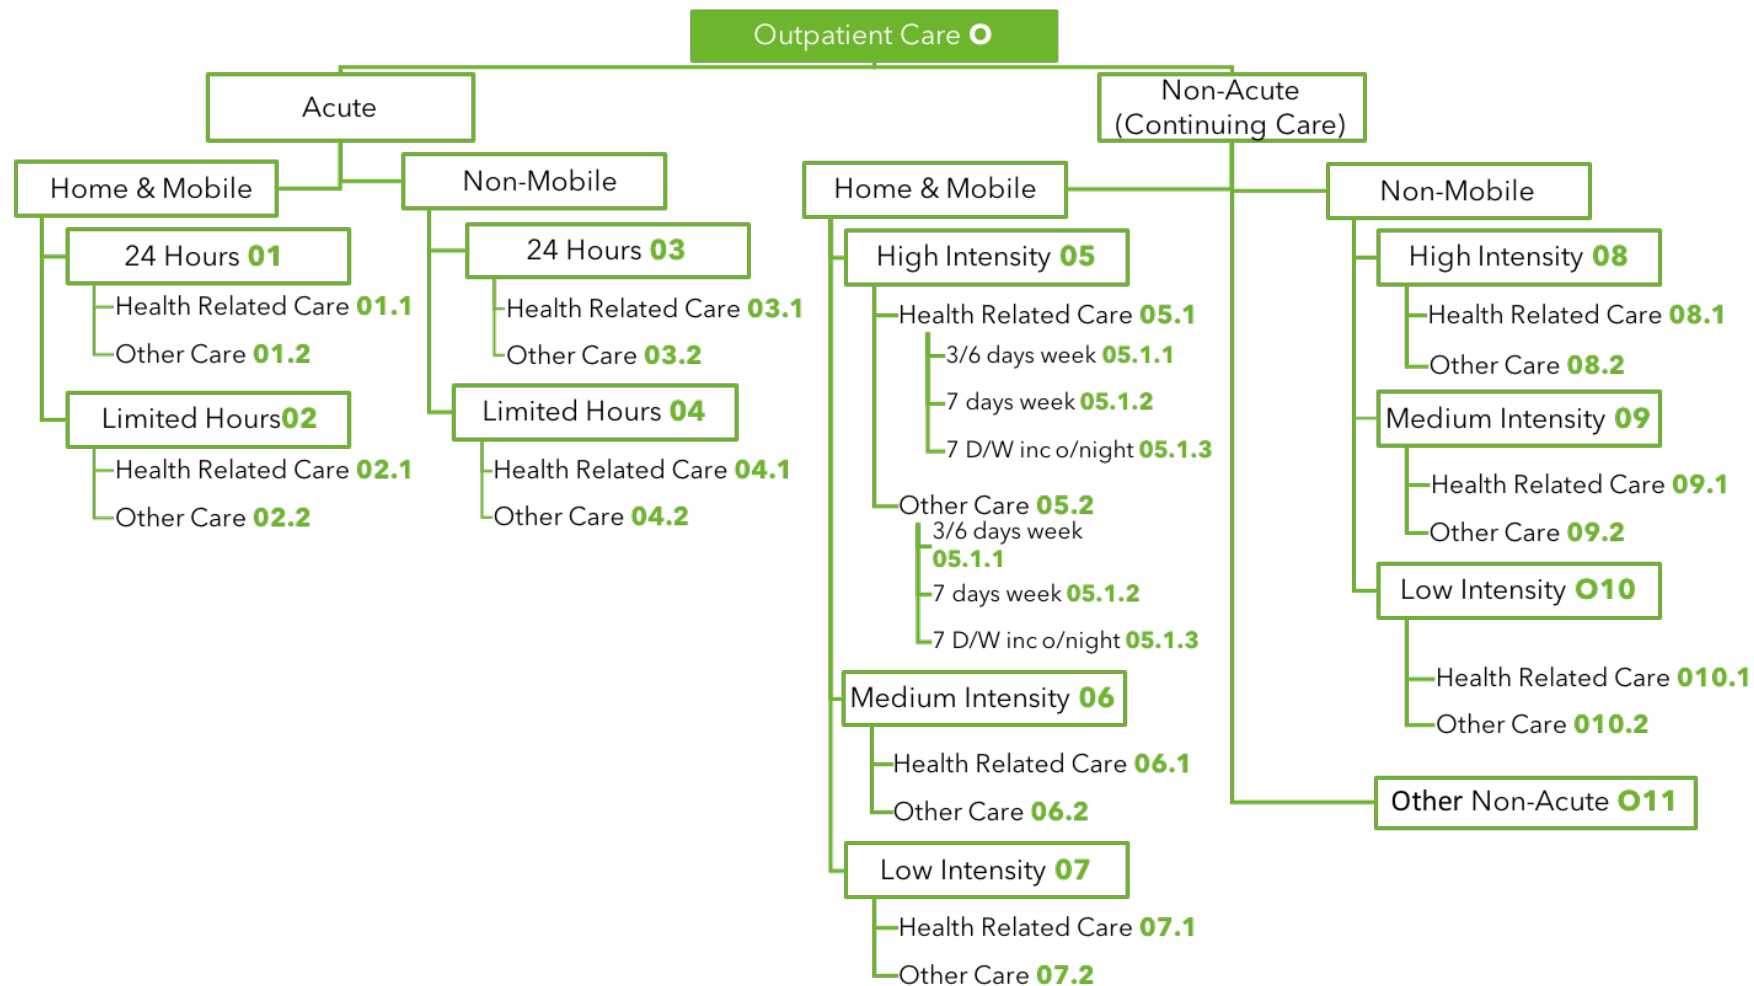 Outpatient Care O
Acute
Home & Mobile
24 Hours 01
Health Related Care 01.1
Other Care 01.2
Limited Hours02
Health Related Care 02.1
Other Care 02.2
Non-Mobile
24 Hours 03
Health Related Care 03.1
Other Care 03.2
Limited Hours 04
Health Related Care 04.1
Other Care 04.2
Non-Acute
(Continuing Care)
Home & Mobile
High Intensity 05
Health Related Care 05.1
3/6 days week 05.1.1
7 days week 05.1.2
7 D/W inc o/night 05.1.3
Other Care 05.2
3/6 days week
05.1.1
7 days week 05.1.2
7 D/W inc o/night 05.1.3
Medium Intensity 06
Health Related Care 06.1
Other Care 06.2
Low Intensity 07
Health Related Care 07.1
Other Care 07.2
Non-Mobile
High Intensity 08
Health Related Care 08.1
Other Care 08.2
Medium Intensity 09
Health Related Care 09.1
Other Care 09.2
Low Intensity O10
Health Related Care 010.1
Other Care 010.2
Other Non-Acute O11